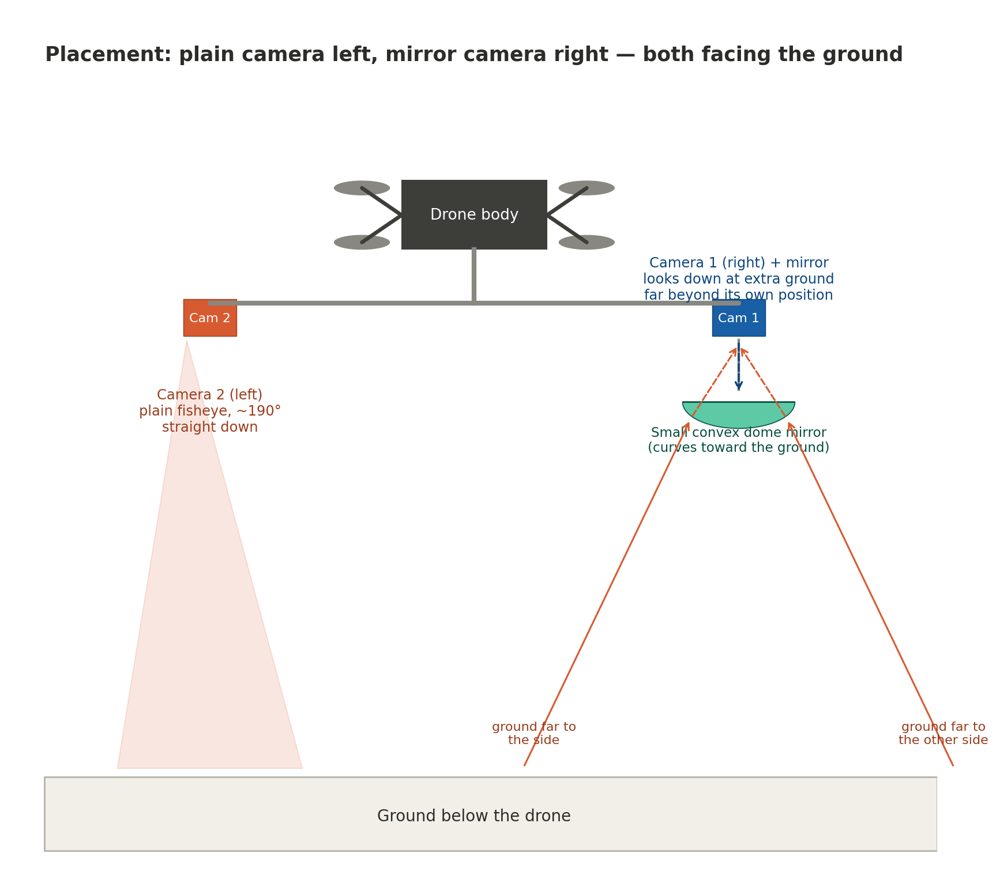 Placement: plain camera left, mirror camera right — both facing the ground
Drone body
Camera 1 (right) + mirror
looks down at extra ground
far beyond its own position
Cam 2
Cam 1
Camera 2 (left)
plain fisheye, ~190°
straight down
Small convex dome mirror
(curves toward the ground)
ground far to
the side
ground far to
the other side
Ground below the drone